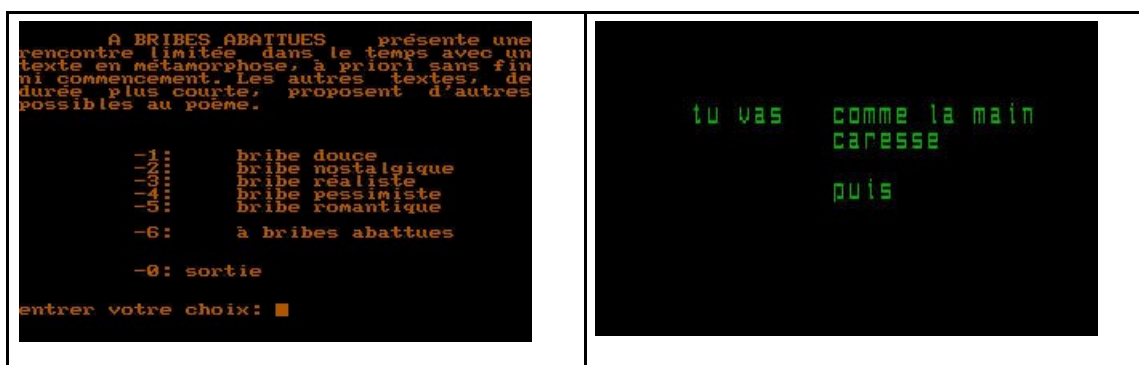 A BRIBES ABATTUES présente une
rencontre limitée dans le temps avec un
texte en métamorphose, à priori sans fin
ni commencement. Les autres textes, de
durée plus courte, proposent d'autres
possibles au poème.
-1: bribe douce
-2: bribe nostalgique
-3: bribe réaliste
-4: bribe pessimiste
-5: bribe romantique
-6: à bribes abattues
-0: sortie
entrer votre choix:
tu vas comme la main
caresse
puis